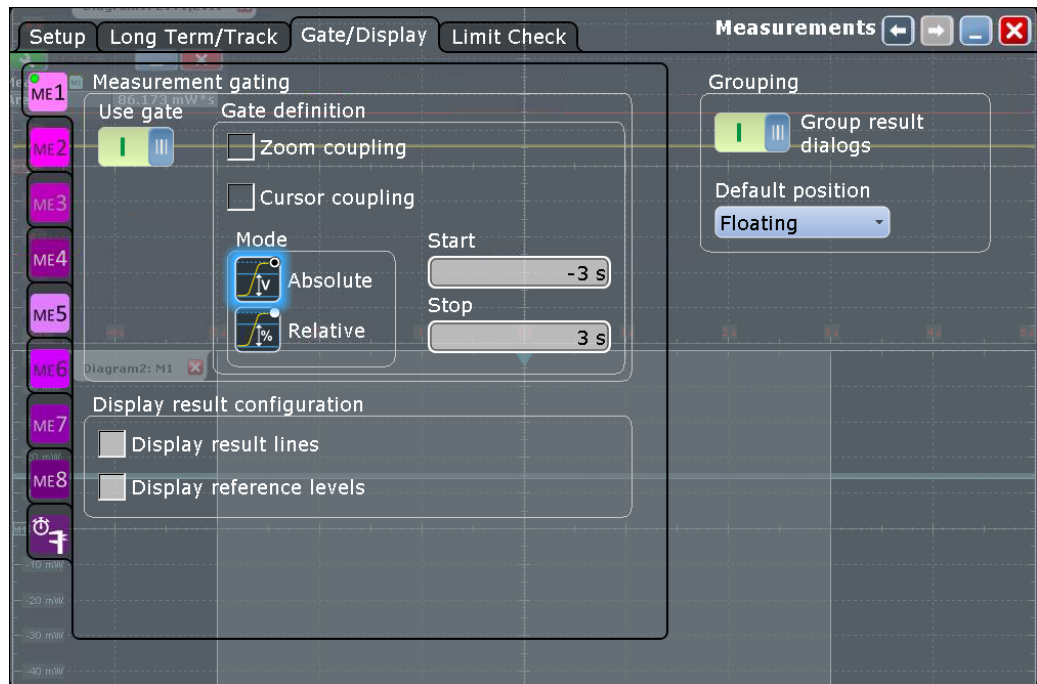 Setup Long Term/Track Gate/Display Limit Check Measurements
ME1 Measurement gating Grouping
86.173 mW*s
Use gate Gate definition Group result
dialogs
ME2 Zoom coupling
ME3 Cursor coupling Default position
Floating
Mode Start
ME4 Absolute -3 s
V
Stop
ME5 Relative 3 s
%
ME6 Diagram2: M1
Display result configuration
ME7 Display result lines
ME8 Display reference levels
-10 mW
-20 mW
-30 mW
-40 mW